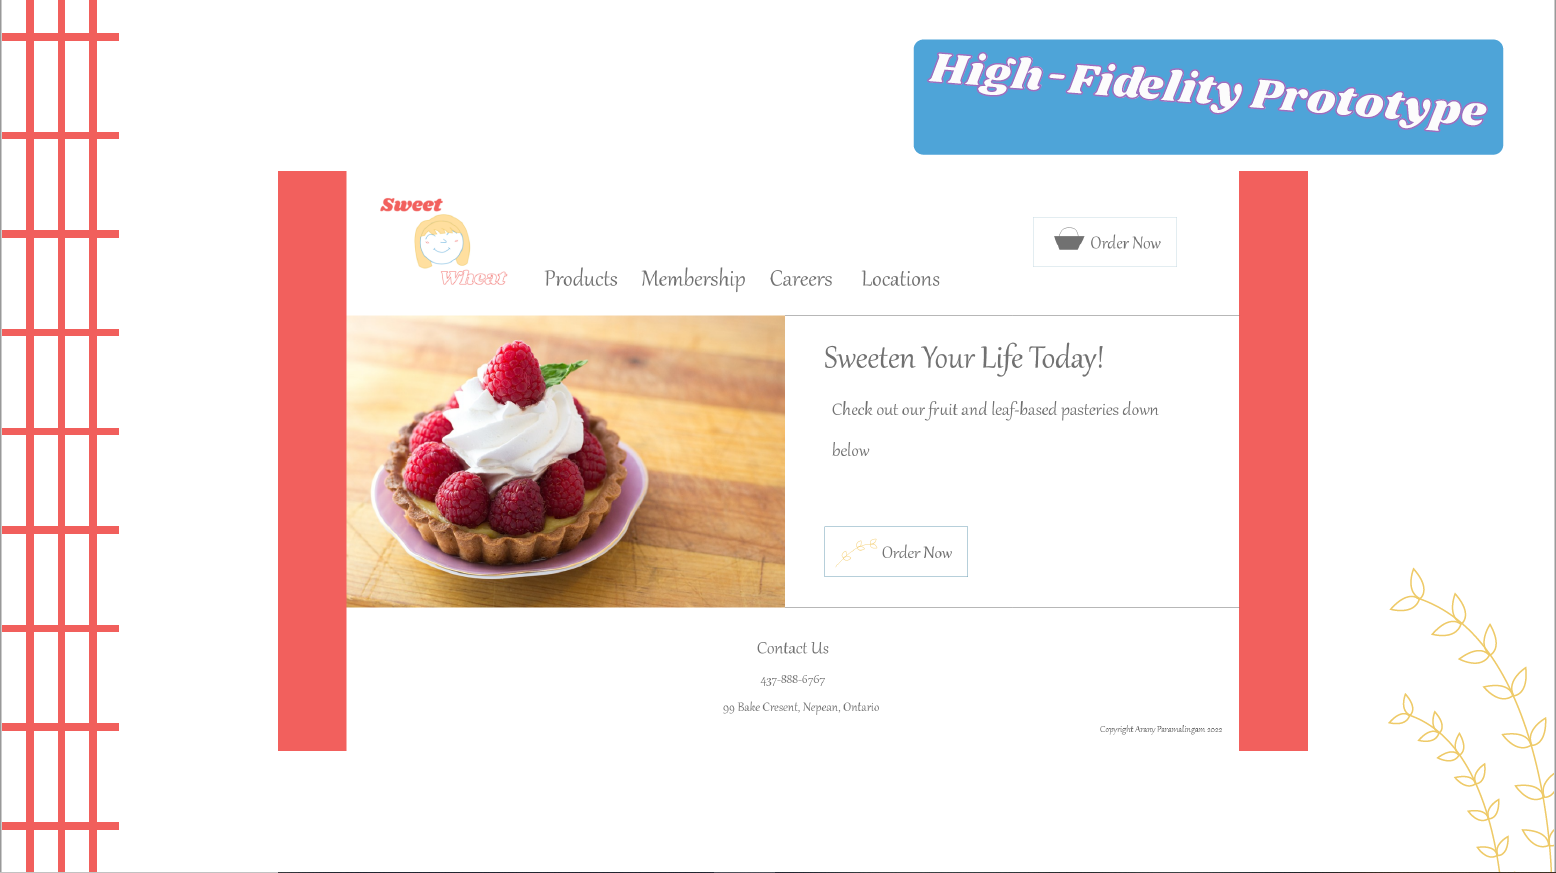 High-Fidelity Prototype
Sweet
Wheat
Products Membership Careers Locations
Order Now
Sweeten Your Life Today!
Check out our fruit and leaf-based pasteries down
below
Order Now
Contact Us
437-888-6767
99 Bake Cresent, Nepean, Ontario
Copyright Arany Paramalingam 2022